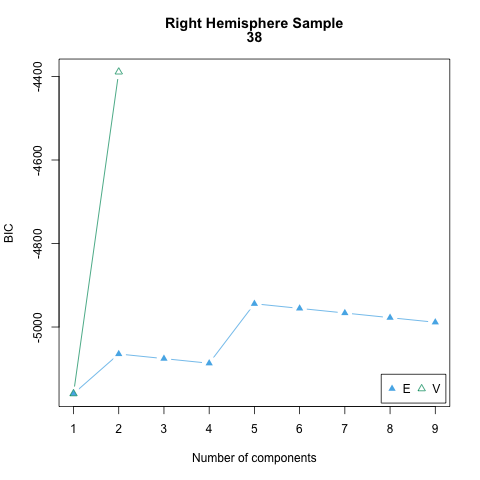 Right Hemisphere Sample
38
BIC
-4400
-4600
-4800
-5000
E V
1 2 3 4 5 6 7 8 9
Number of components